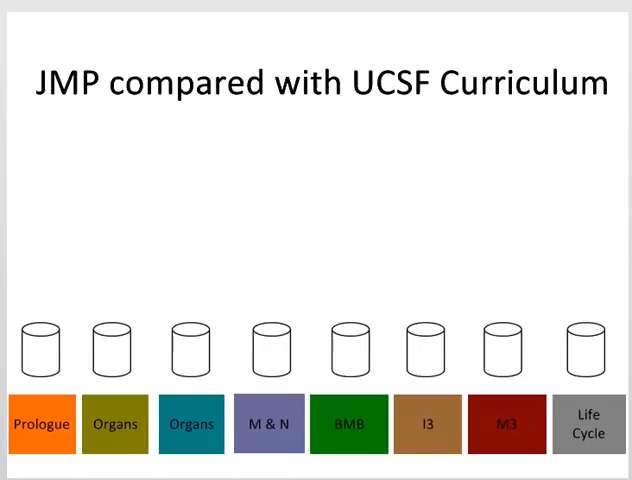 JMP compared with UCSF Curriculum
Prologue
Organs
Organs
M & N
BMB
I3
M3
Life
Cycle